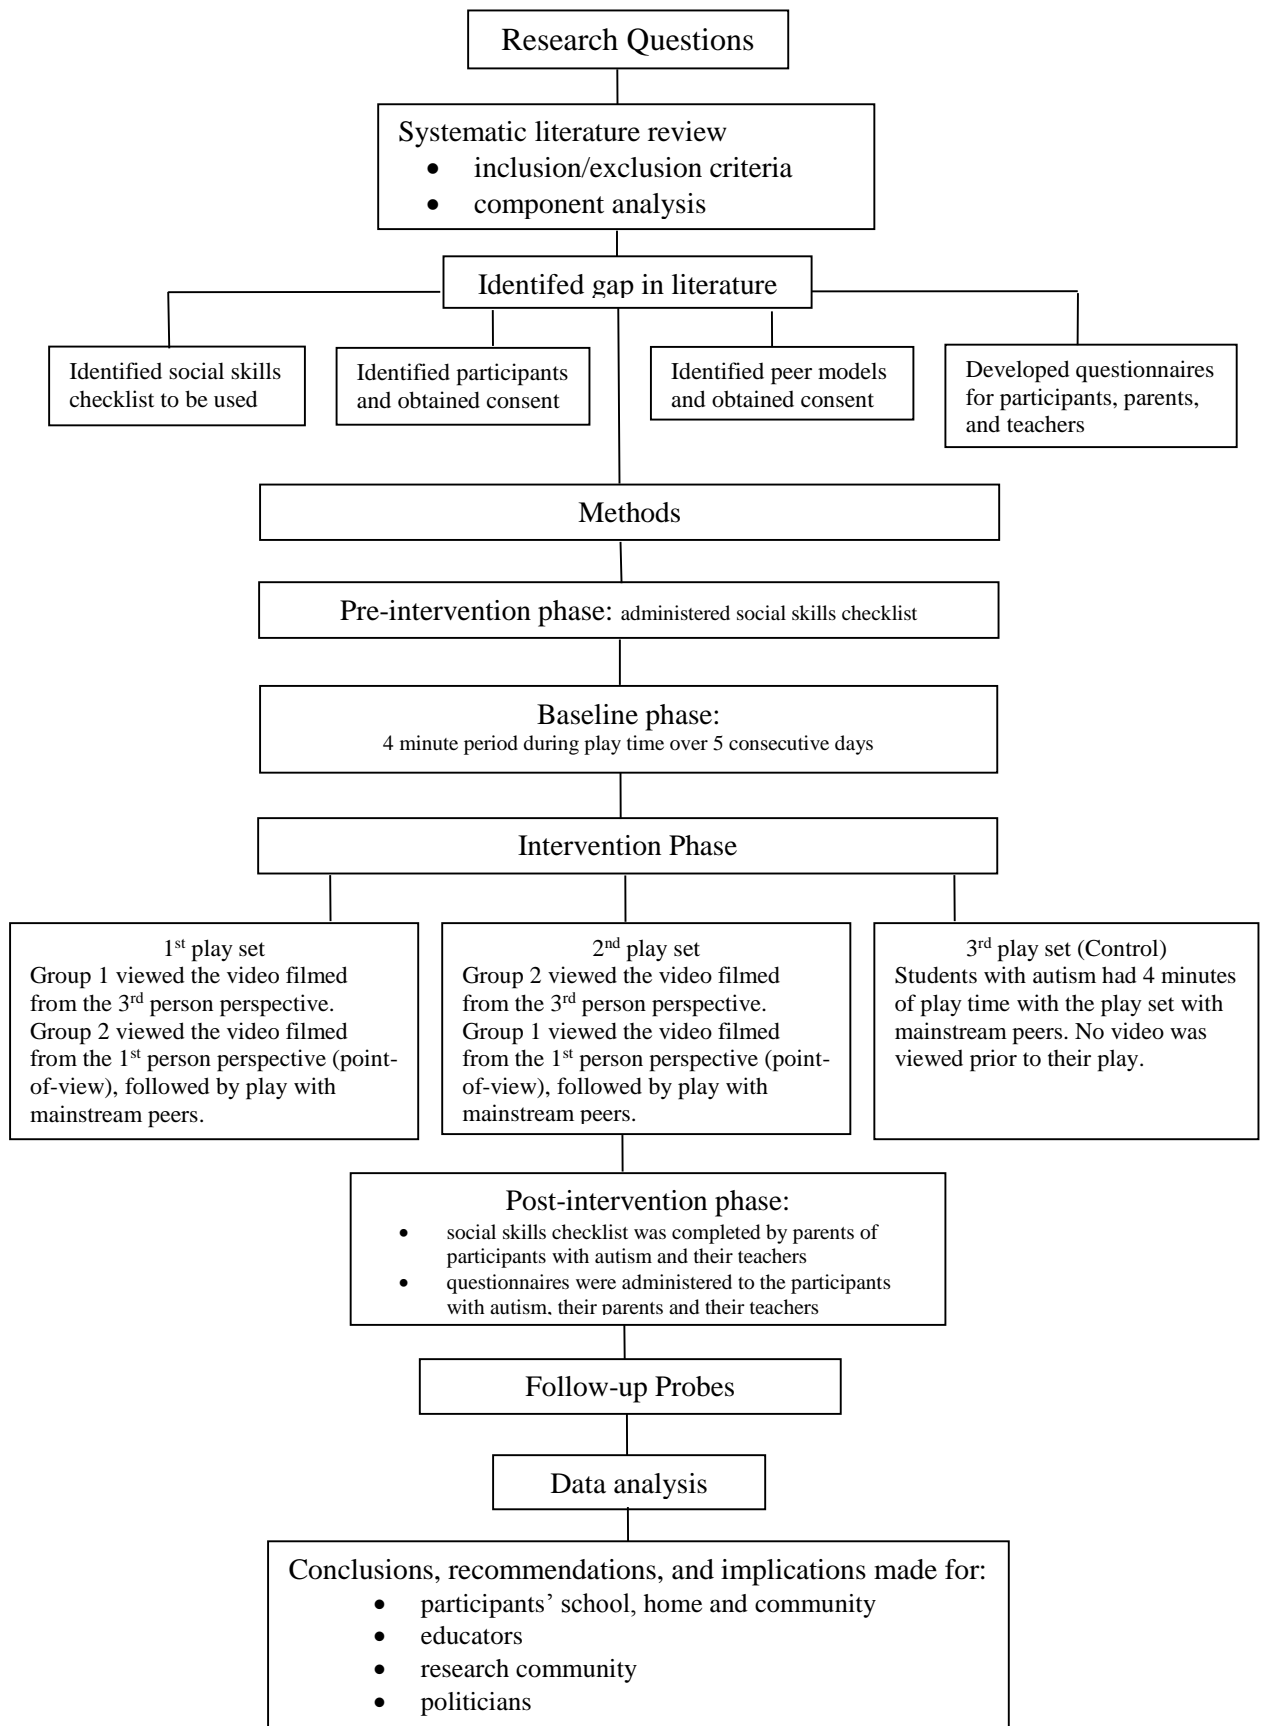 Research Questions
Systematic literature review
• inclusion/exclusion criteria
• component analysis
Identifed gap in literature
Identified social skills
checklist to be used
Identified participants
and obtained consent
Identified peer models
and obtained consent
Developed questionnaires
for participants, parents,
and teachers
Methods
Pre-intervention phase: administered social skills checklist
Baseline phase:
4 minute period during play time over 5 consecutive days
Intervention Phase
1st play set
Group 1 viewed the video filmed
from the 3rd person perspective.
Group 2 viewed the video filmed
from the 1st person perspective (point-
of-view), followed by play with
mainstream peers.
2nd play set
Group 2 viewed the video filmed
from the 3rd person perspective.
Group 1 viewed the video filmed
from the 1st person perspective (point-
of-view), followed by play with
mainstream peers.
3rd play set (Control)
Students with autism had 4 minutes
of play time with the play set with
mainstream peers. No video was
viewed prior to their play.
Post-intervention phase:
• social skills checklist was completed by parents of
participants with autism and their teachers
• questionnaires were administered to the participants
with autism, their parents and their teachers
Follow-up Probes
Data analysis
Conclusions, recommendations, and implications made for:
• participants’ school, home and community
• educators
• research community
• politicians